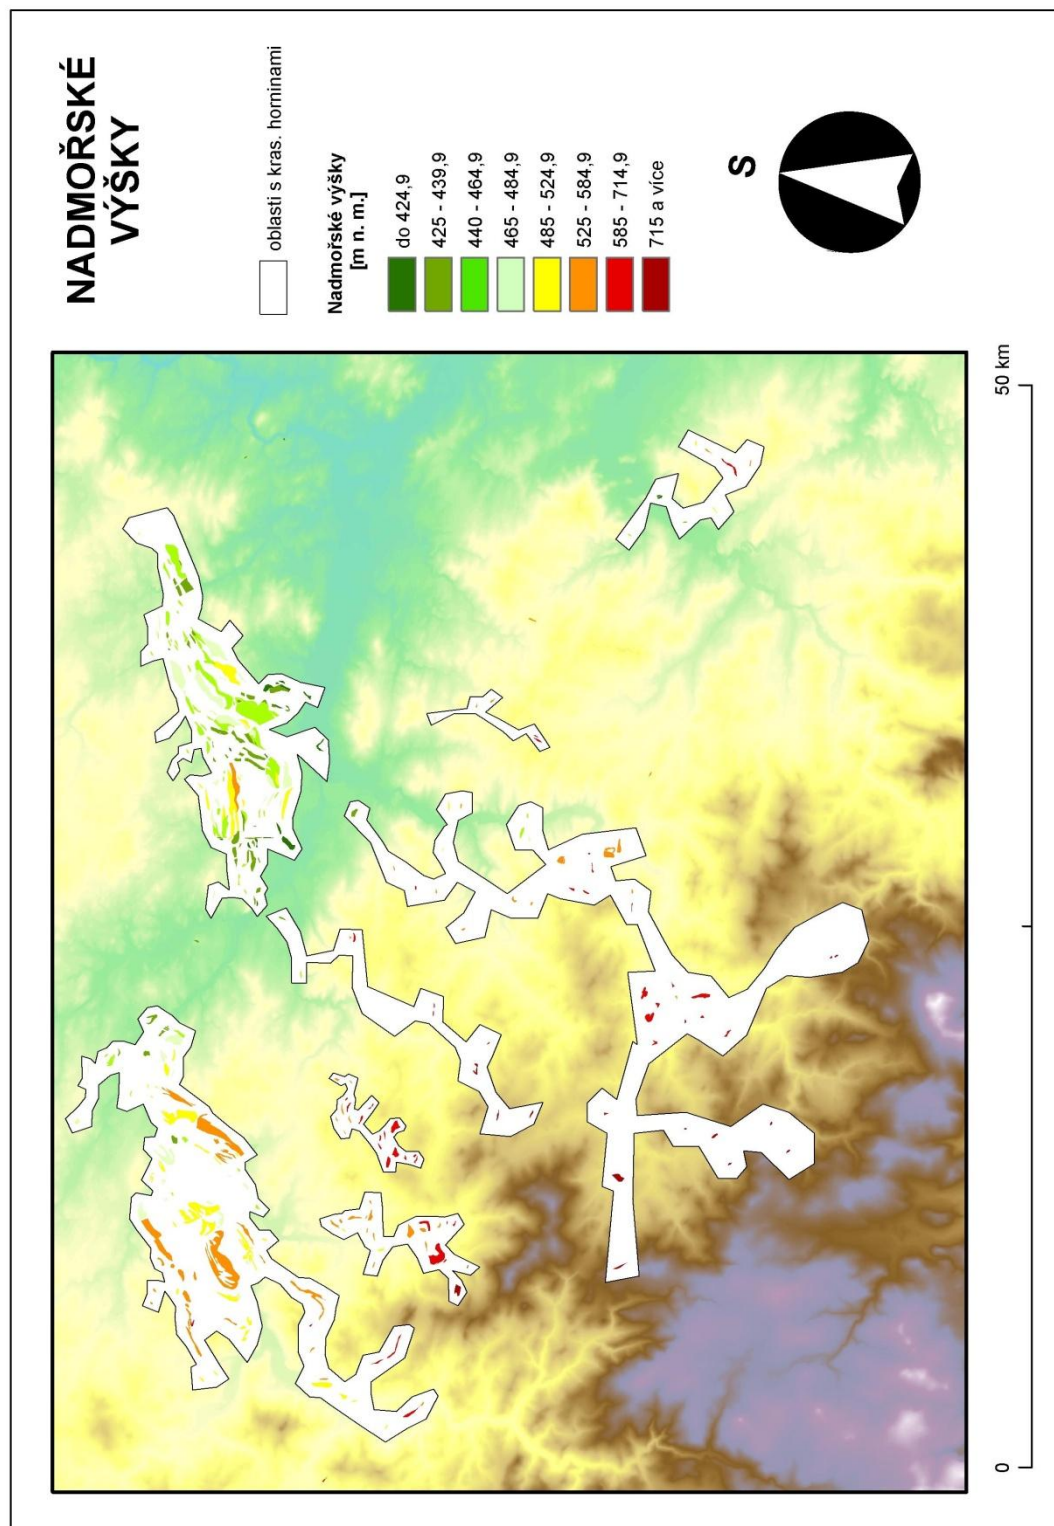 NADMOŘSKÉ
VÝŠKY
oblasti s kras. horninami
Nadmořské výšky
[m n. m.]
do 424,9
425 - 439,9
440 - 464,9
465 - 484,9
485 - 524,9
525 - 584,9
585 - 714,9
715 a více
S
0
50 km